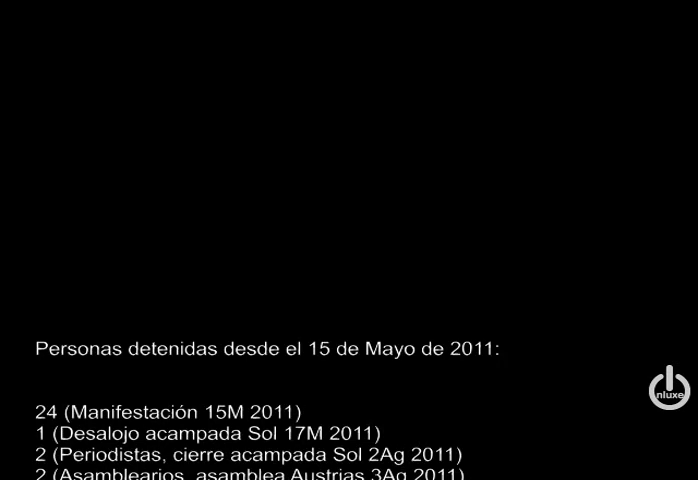 Personas detenidas desde el 15 de Mayo de 2011:
24 (Manifestación 15M 2011)
1 (Desalojo acampada Sol 17M 2011)
2 (Periodistas, cierre acampada Sol 2Ag 2011)
2 (Asamblearios, asamblea Austrias 3Ag 2011)
nluxe